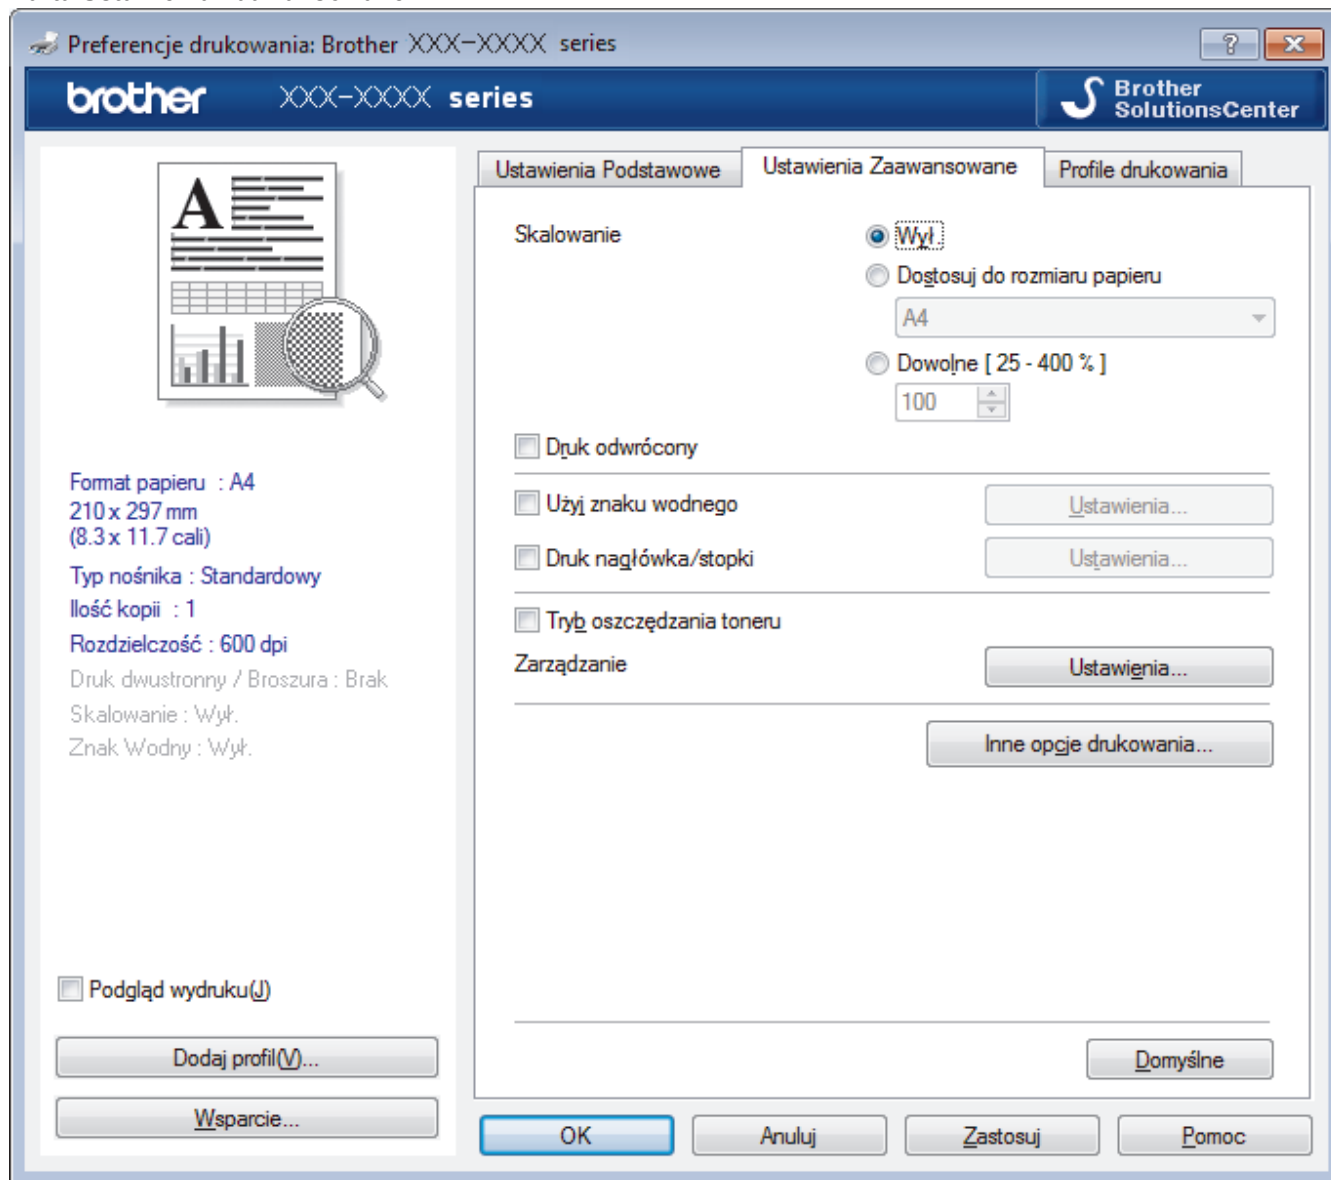 Preferencje drukowania: Brother XXX-XXXX series
brother XXX-XXXX series
Brother
SolutionsCenter
Ustawienia Podstawowe
Ustawienia Zaawansowane
Profile drukowania
A
Format papieru : A4
210 x 297 mm
(8.3 x 11.7 cali)
Typ nośnika : Standardowy
Ilość kopii : 1
Rozdzielczość : 600 dpi
Druk dwustronny / Broszura : Brak
Skalowanie : Wył.
Znak Wodny : Wył.
Podgląd wydruku(J)
Dodaj profil(V)...
Wsparcie...
Skalowanie
Wył.
Dostosuj do rozmiaru papieru
A4
Dowolne [ 25 - 400 % ]
100
Druk odwrócony
Użyj znaku wodnego
Ustawienia...
Druk nagłówka/stopki
Ustawienia...
Tryb oszczędzania toneru
Zarządzanie
Ustawienia...
Inne opcje drukowania...
Domyślne
OK
Anuluj
Zastosuj
Pomoc